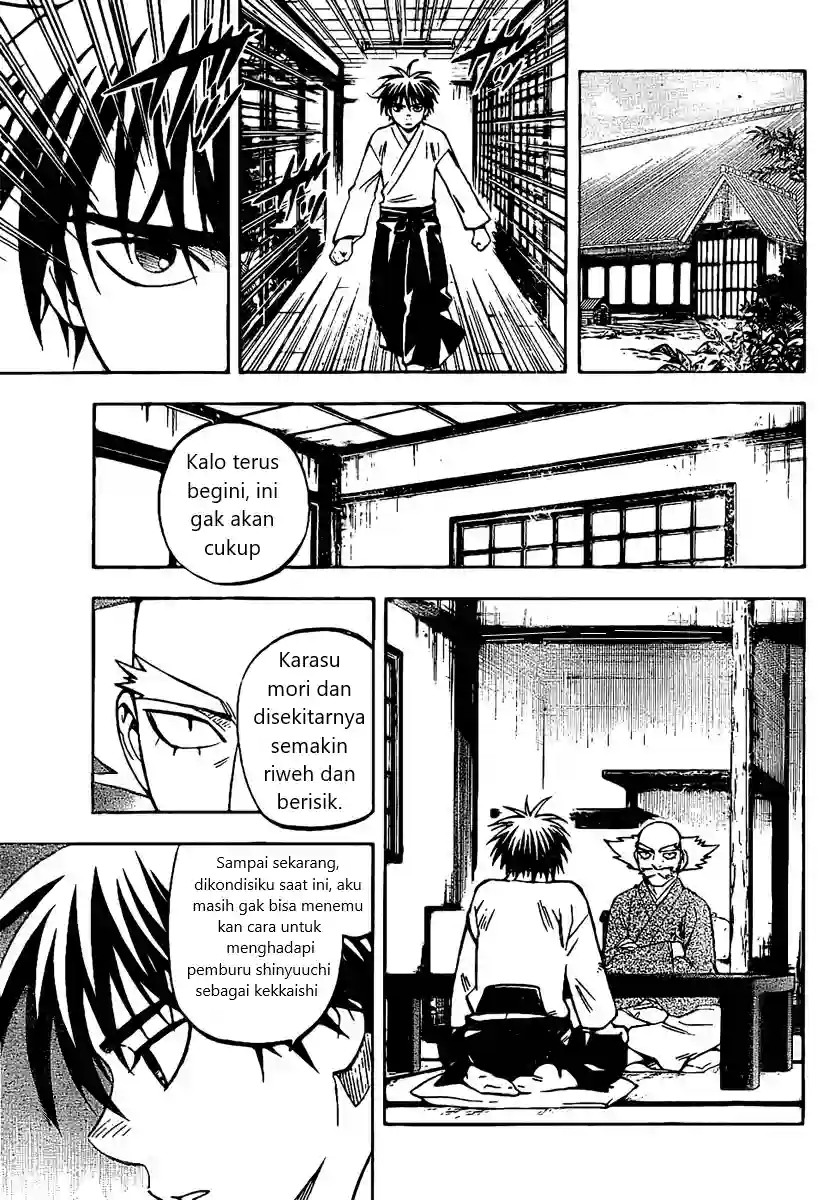 Kalo terus
begini, ini
gak akan
cukup
Karasu
mori dan
disekitarnya
semakin
riweh dan
berisik.
Sampai sekarang,
dikondisiku saat ini, aku
masih gak bisa menemu
kan cara untuk
menghadapi
pemburu shinyuuchi
sebagai kekkaishi